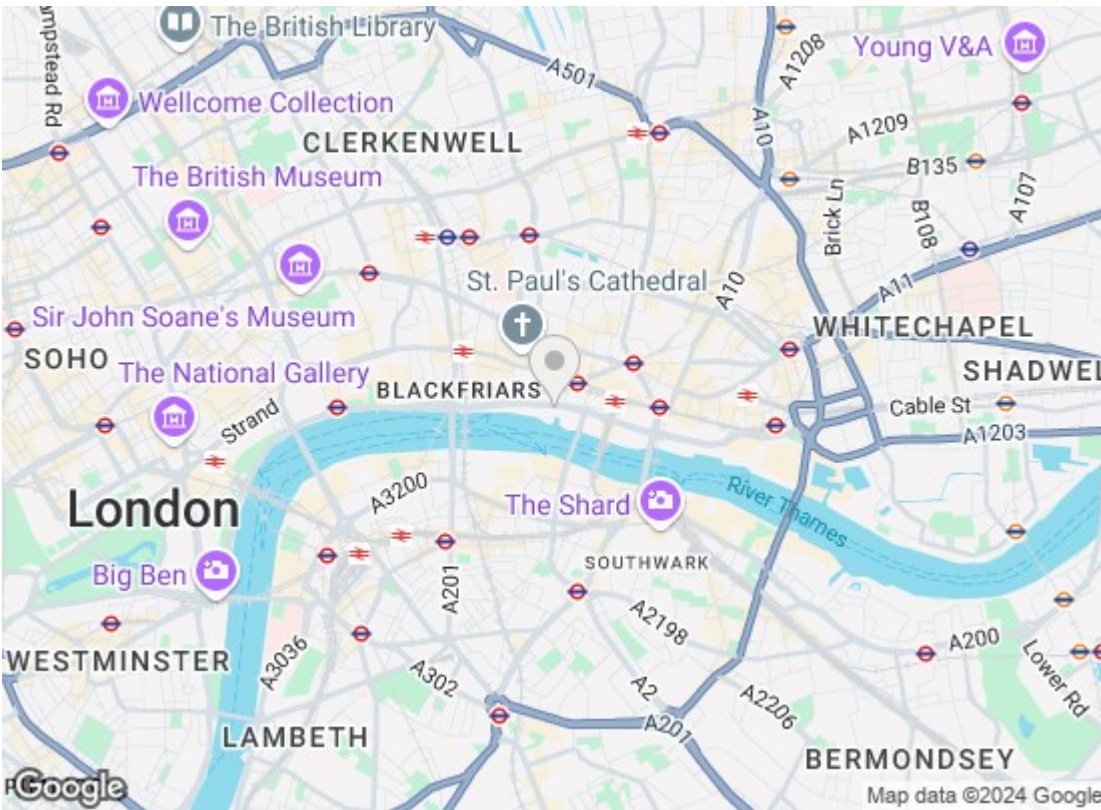 The British Library
Young V&A
A1208
A501
ampstead Rd
Wellcome Collection
A10
A1209
CLERKENWELL
B135
The British Museum
A107
Brick Ln
B108
St. Paul's Cathedral
A10
A11
Sir John Soane's Museum
WHITECHAPEL
SOHO
The National Gallery
SHADWEL
BLACKFRIARS
Strand
Cable St
A1203
A3200
London
The Shard
River Thames
Big Ben
A201
SOUTHWARK
A2198
A200
A3036
WESTMINSTER
A302
Lower Rd
A2
A2206
A201
LAMBETH
BERMONDSEY
Google
Map data ©2024 Google